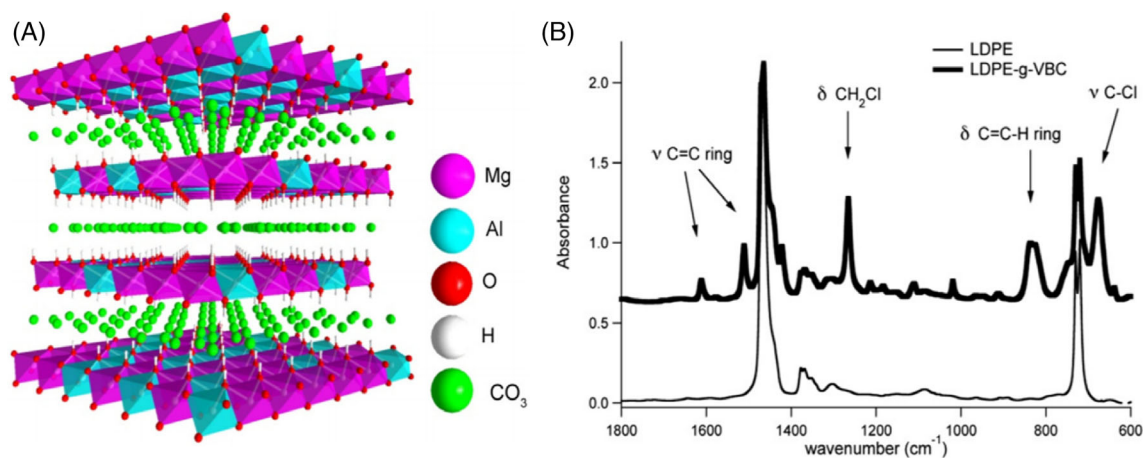 (A)
Mg
Al
O
H
CO₃
(B)
LDPE
LDPE-g-VBC
δ CH₂Cl
ν C-Cl
ν C=C ring
δ C=C-H ring
Absorbance
2.0
1.5
1.0
0.5
0.0
1800 1600 1400 1200 1000 800 600
wavenumber (cm⁻¹)